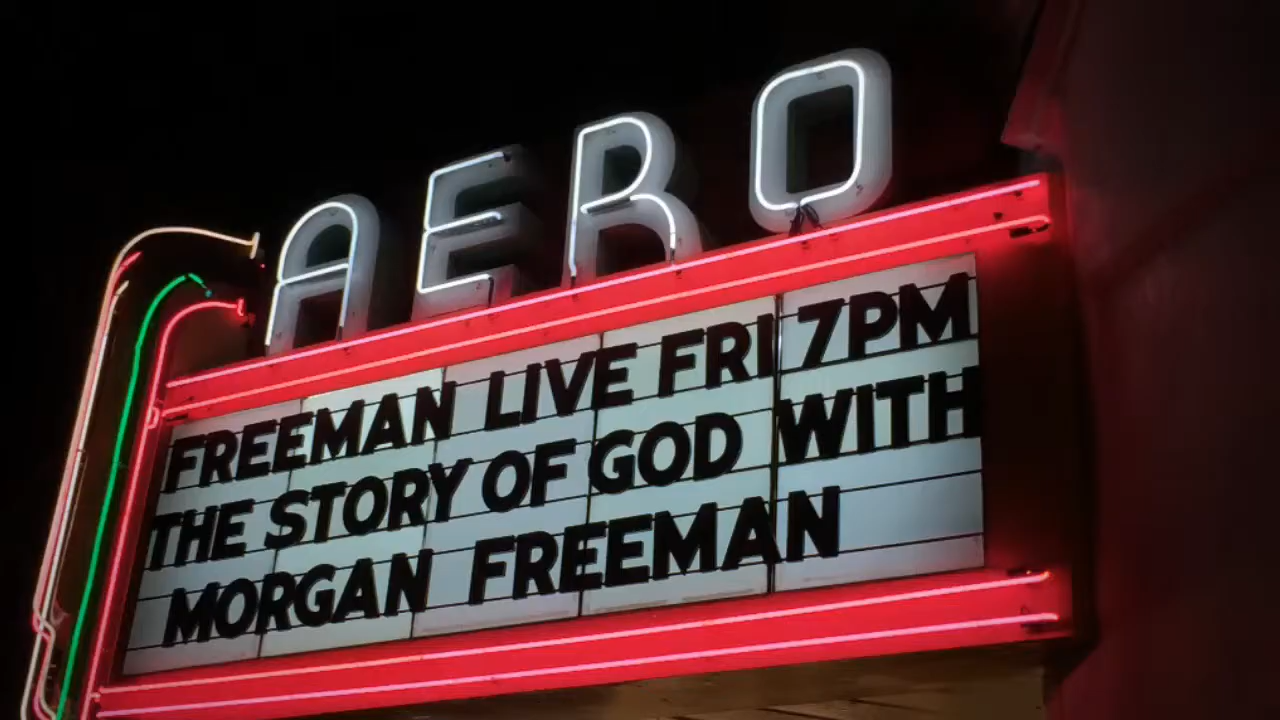 AERO
FREEMAN LIVE FRI 7PM
THE STORY OF GOD WITH
MORGAN FREEMAN